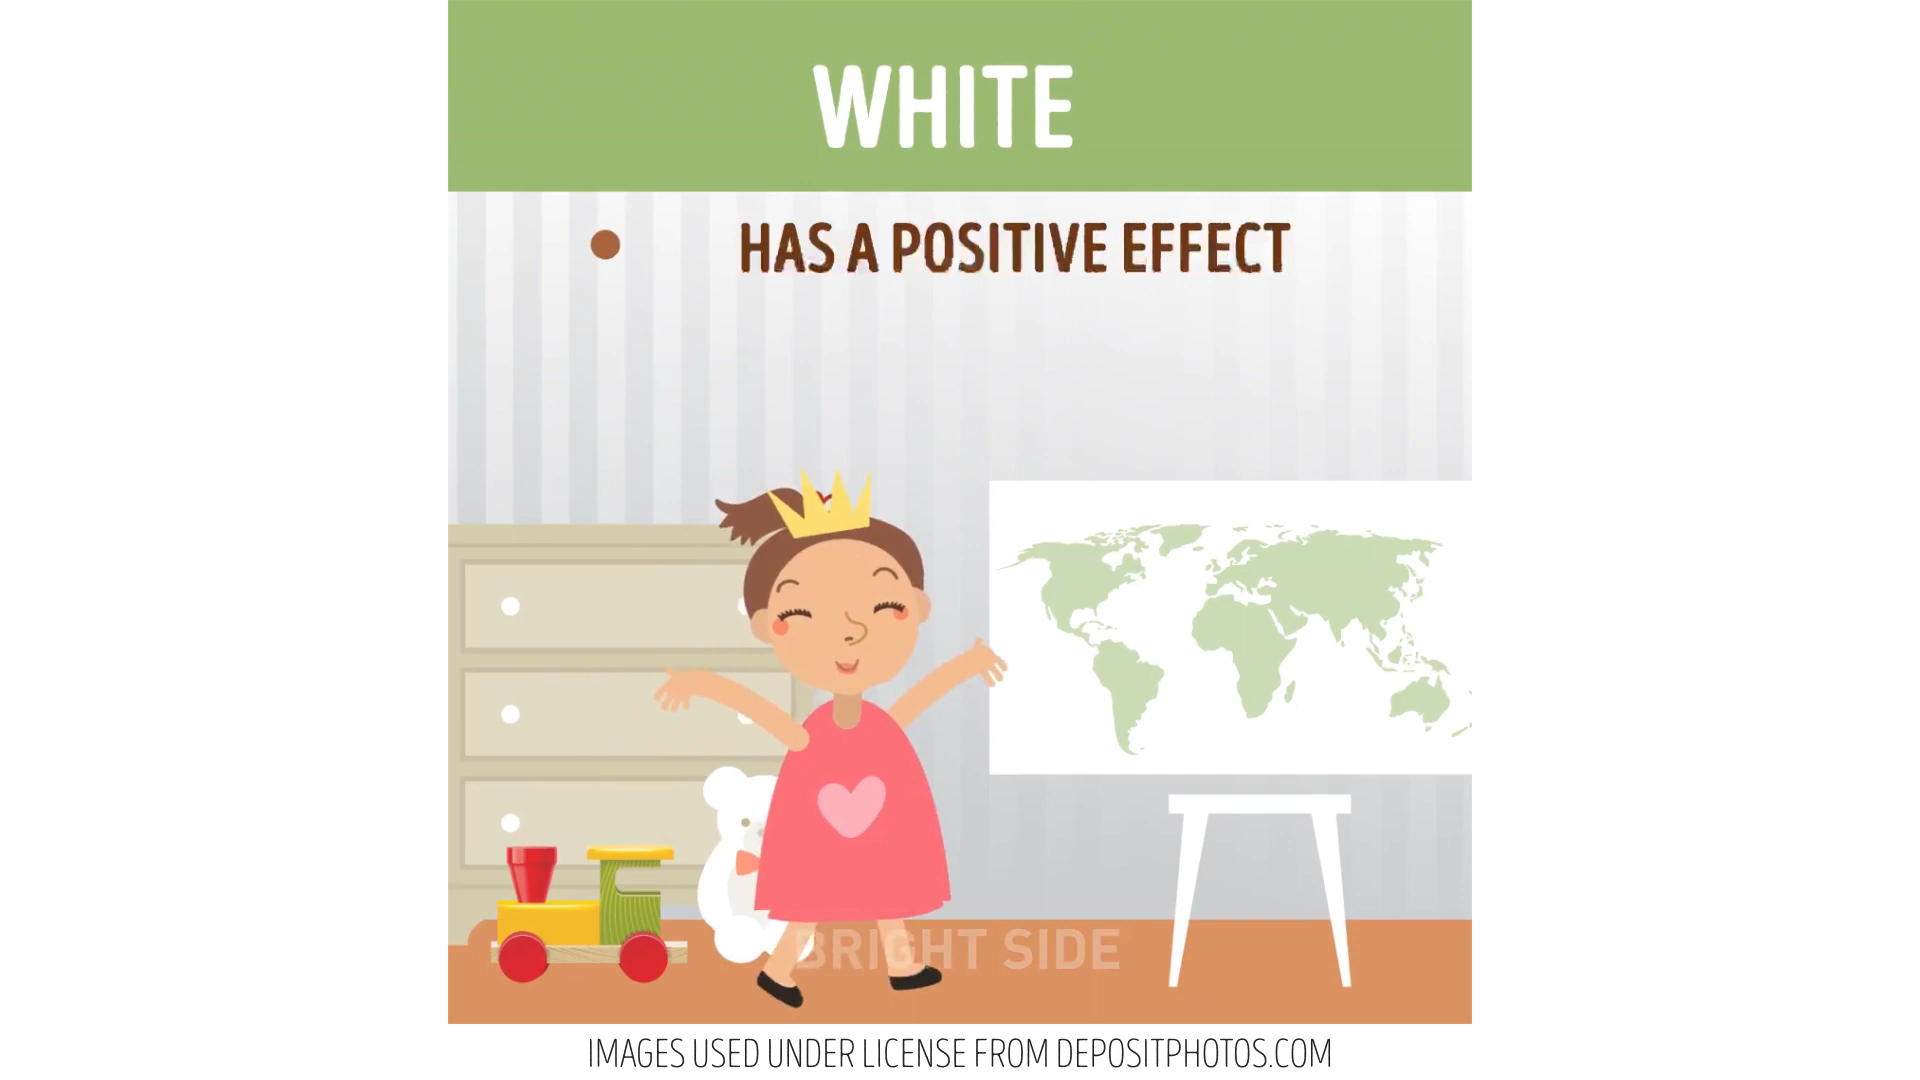 WHITE
HAS A POSITIVE EFFECT
BRIGHT SIDE
IMAGES USED UNDER LICENSE FROM DEPOSITPHOTOS.COM